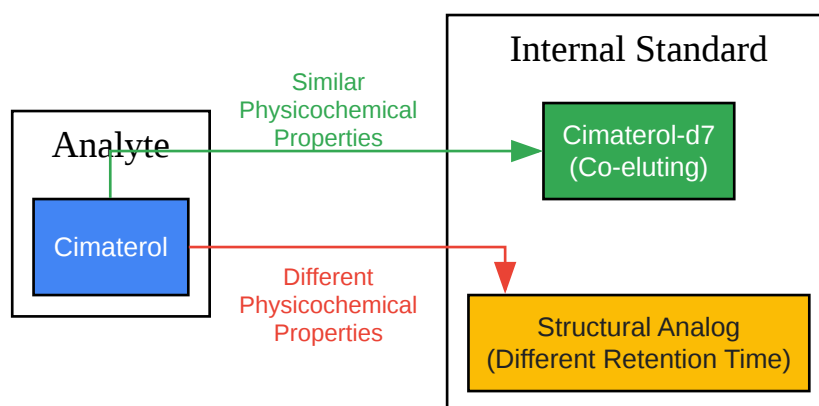 Internal Standard
Similar
Physicochemical
Properties
Analyte
Cimaterol-d7
(Co-eluting)
Cimaterol
Different
Physicochemical
Properties
Structural Analog
(Different Retention Time)